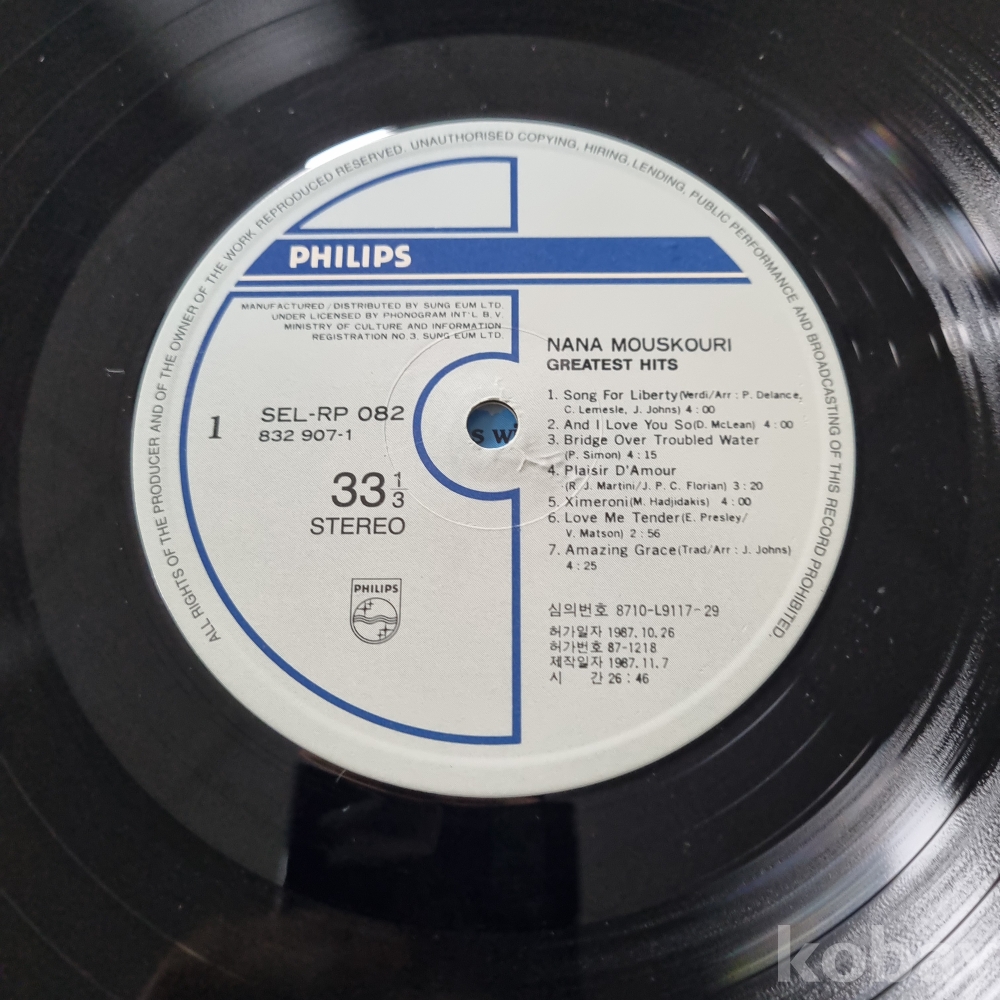 ALL RIGHTS OF THE PRODUCER AND OF THE OWNER OF THE WORK REPRODUCED RESERVED. UNAUTHORISED COPYING, HIRING, LENDING, PUBLIC PERFORMANCE AND BROADCASTING OF THIS RECORD PROHIBITED.
PHILIPS
MANUFACTURED / DISTRIBUTED BY SUNG EUM LTD.
UNDER LICENSED BY PHONOGRAM INT'L B. V.
MINISTRY OF CULTURE AND INFORMATION
REGISTRATION NO.3. SUNG EUM LTD.
1
SEL-RP 082
832 907-1
33 1/3
STEREO
PHILIPS
NANA MOUSKOURI
GREATEST HITS
1. Song For Liberty(Verdi/Arr : P. Delance,
C. Lemesle, J. Johns) 4 : 00
2. And I Love You So(D. McLean) 4 : 00
3. Bridge Over Troubled Water
(P. Simon) 4 : 15
4. Plaisir D'Amour
(R. J. Martini/J. P. C. Florian) 3 : 20
5. Ximeroni(M. Hadjidakis) 4 : 00
6. Love Me Tender(E. Presley/
V. Matson) 2 : 56
7. Amazing Grace(Trad/Arr : J. Johns)
4 : 25
심의번호 8710-L9117-29
허가일자 1987.10.26
허가번호 87-1218
제작일자 1987.11.7
시 간 26 : 46
s wi